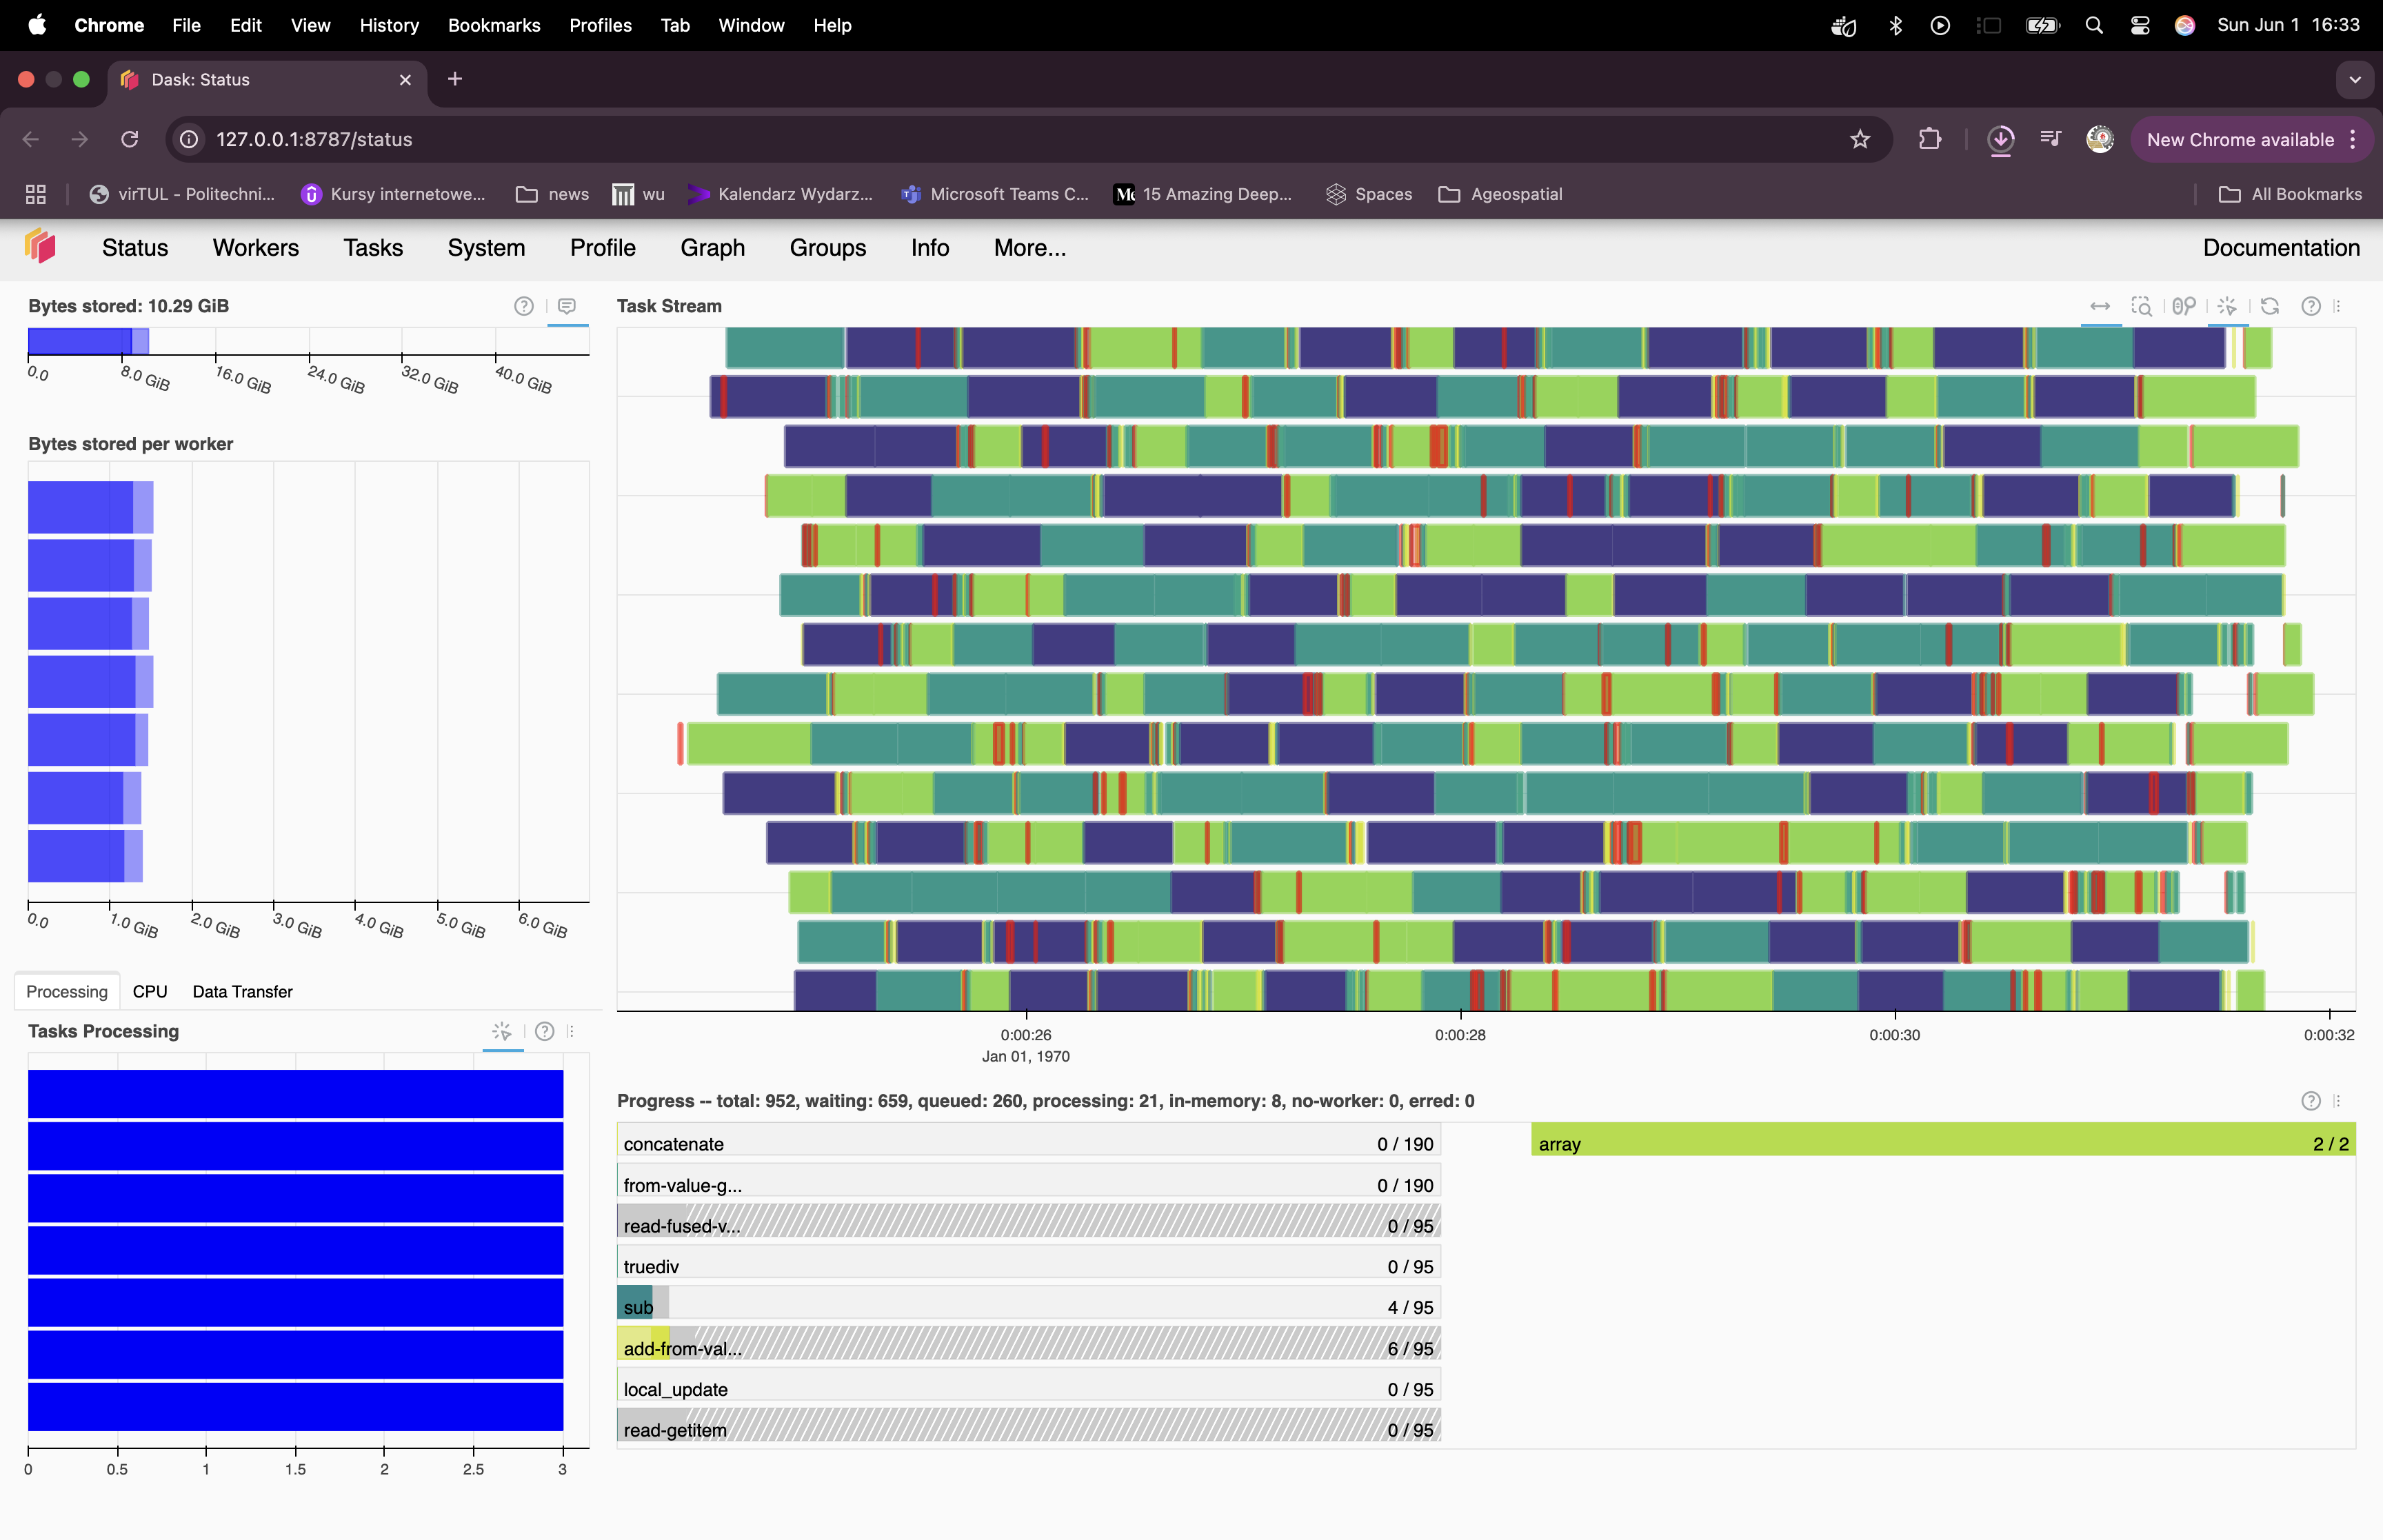 Chrome File Edit View History Bookmarks Profiles Tab Window Help Sun Jun 1 16:33
Dask: Status
127.0.0.1:8787/status New Chrome available
virTUL - Politechni... Kursy internetowe... news wu Kalendarz Wydarz... Microsoft Teams C... 15 Amazing Deep... Spaces Ageospatial All Bookmarks
Status Workers Tasks System Profile Graph Groups Info More... Documentation
Bytes stored: 10.29 GiB
0.0 8.0 GiB 16.0 GiB 24.0 GiB 32.0 GiB 40.0 GiB
Bytes stored per worker
0.0 1.0 GiB 2.0 GiB 3.0 GiB 4.0 GiB 5.0 GiB 6.0 GiB
Processing CPU Data Transfer
Tasks Processing
0 0.5 1 1.5 2 2.5 3
Task Stream
0:00:26 0:00:28 0:00:30 0:00:32
Jan 01, 1970
Progress -- total: 952, waiting: 659, queued: 260, processing: 21, in-memory: 8, no-worker: 0, erred: 0
concatenate 0 / 190 array 2 / 2
from-value-g... 0 / 190
read-fused-v... 0 / 95
truediv 0 / 95
sub 4 / 95
add-from-val... 6 / 95
local_update 0 / 95
read-getitem 0 / 95